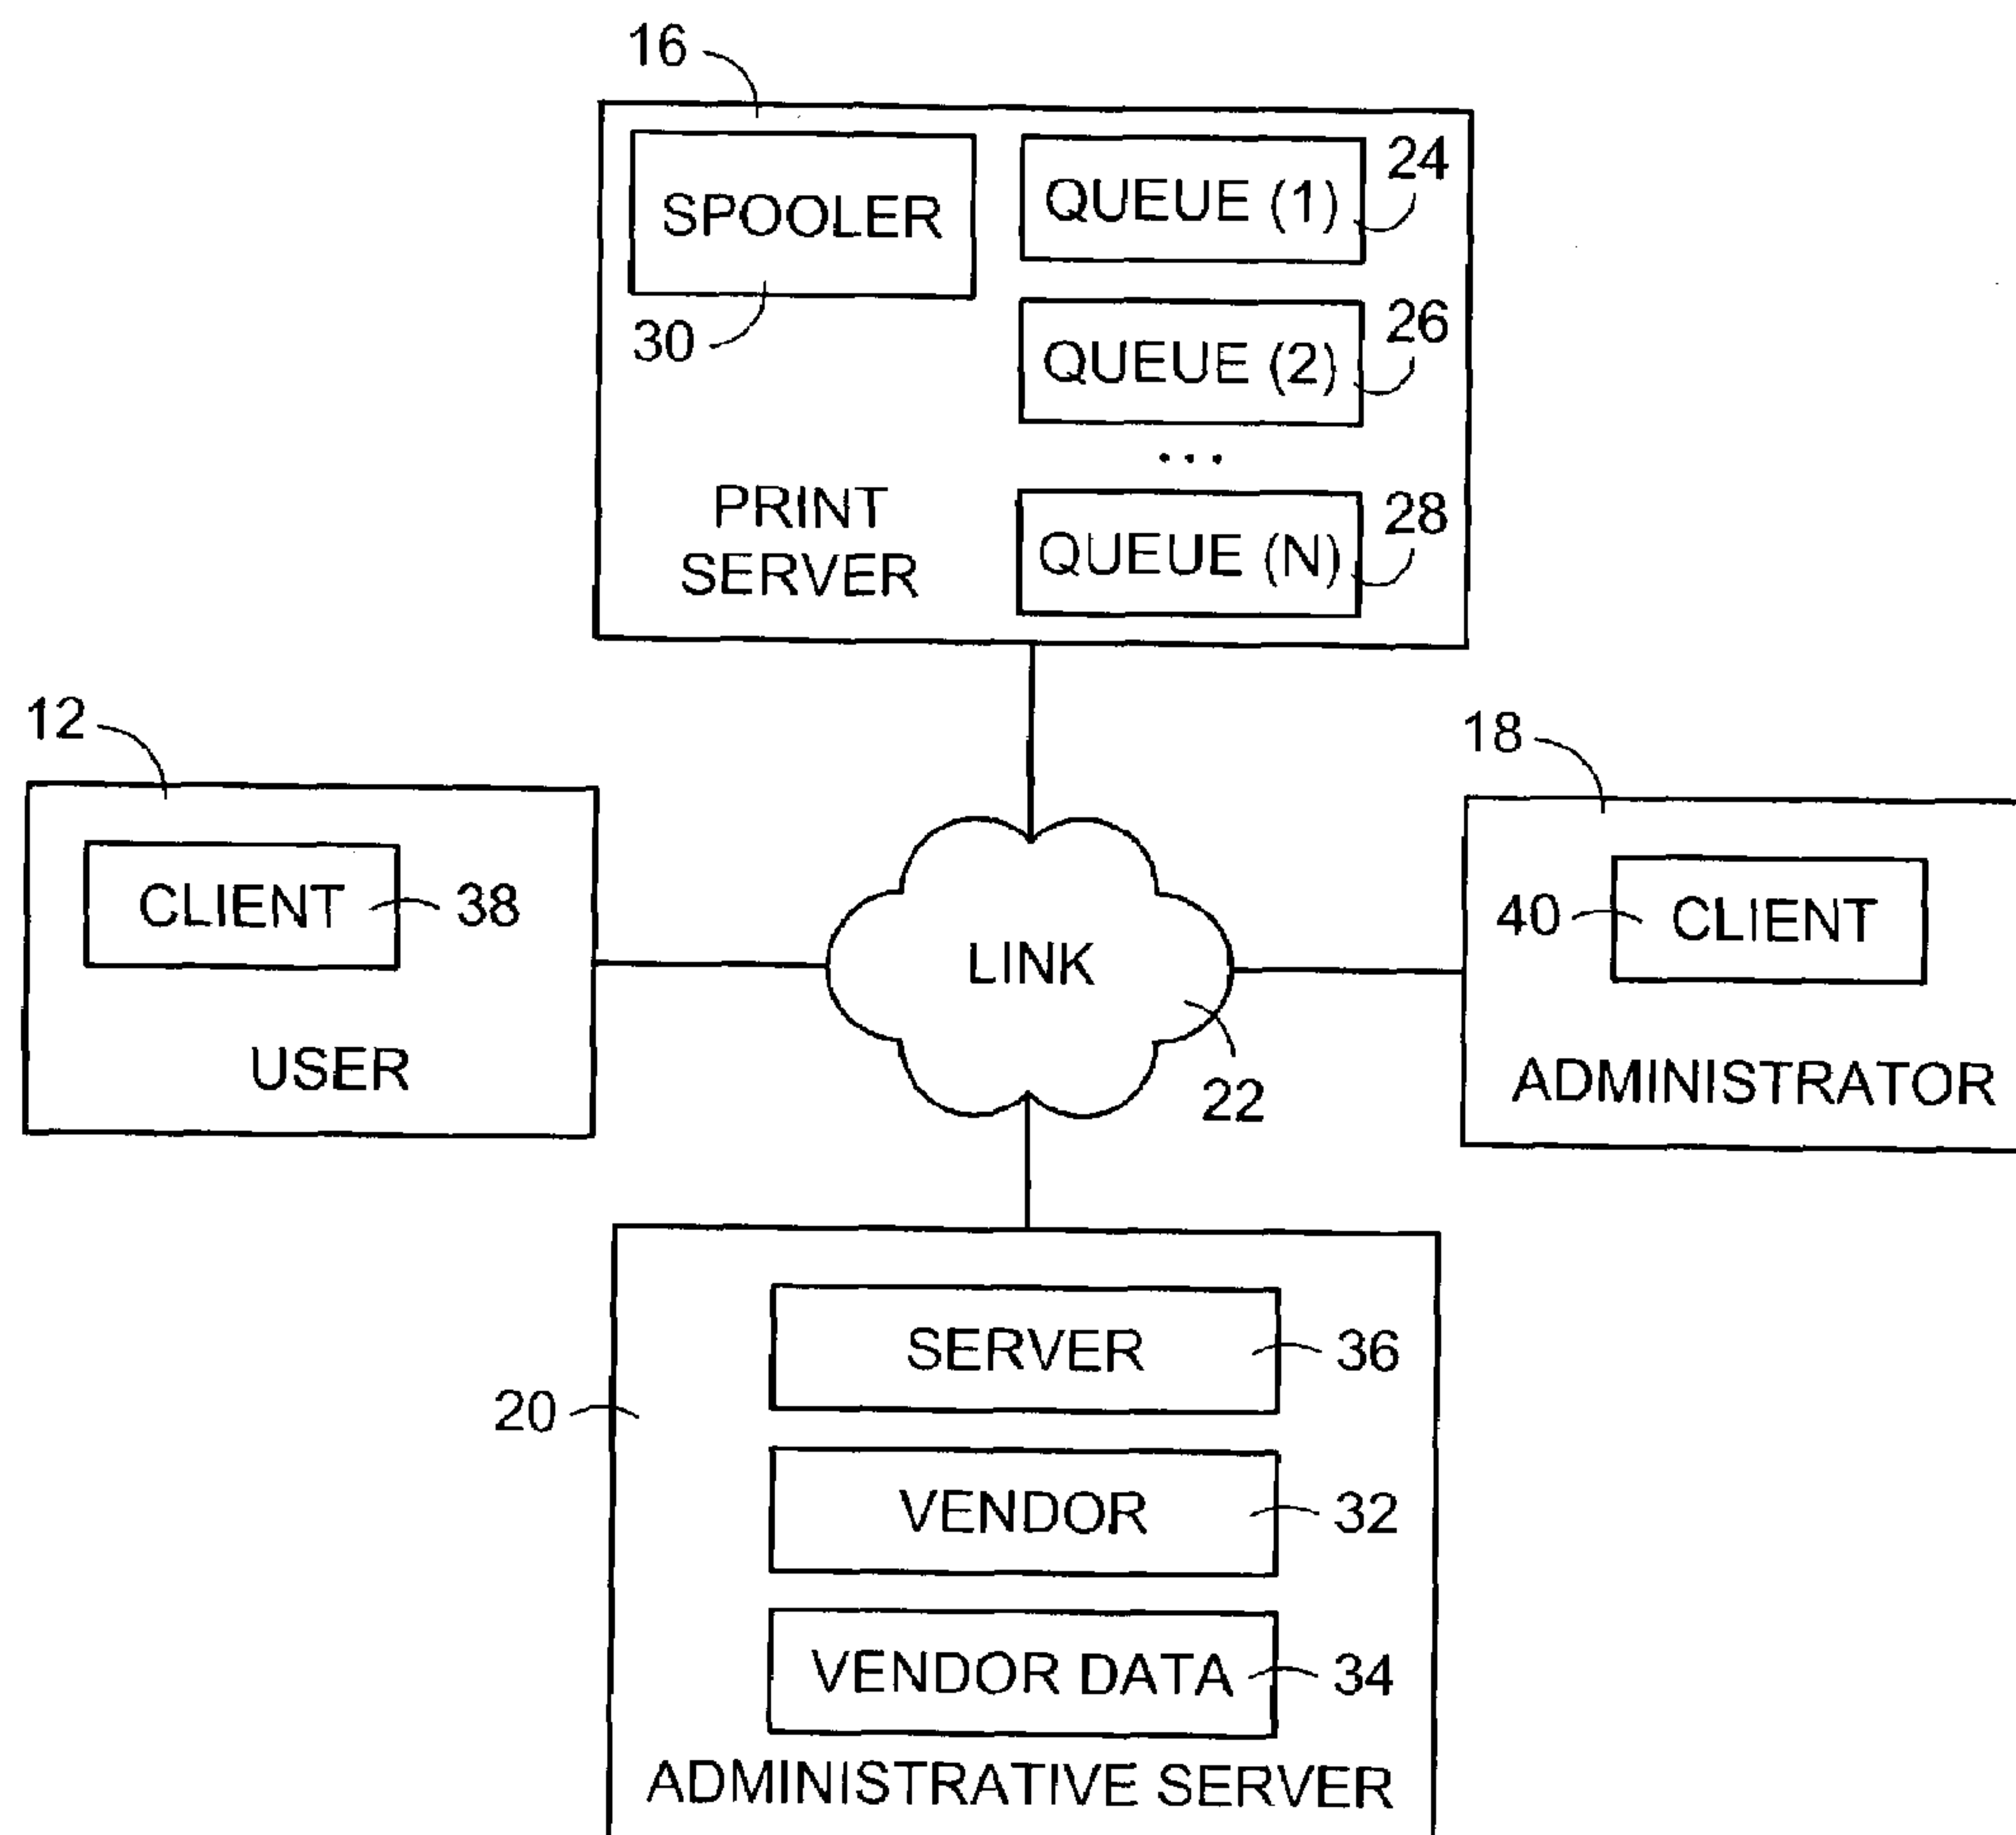 16
SPOOLER
30
QUEUE (1)
24
QUEUE (2)
26
...
QUEUE (N)
28
PRINT
SERVER
12
CLIENT
38
USER
LINK
22
18
40
CLIENT
ADMINISTRATOR
20
SERVER
36
VENDOR
32
VENDOR DATA
34
ADMINISTRATIVE SERVER